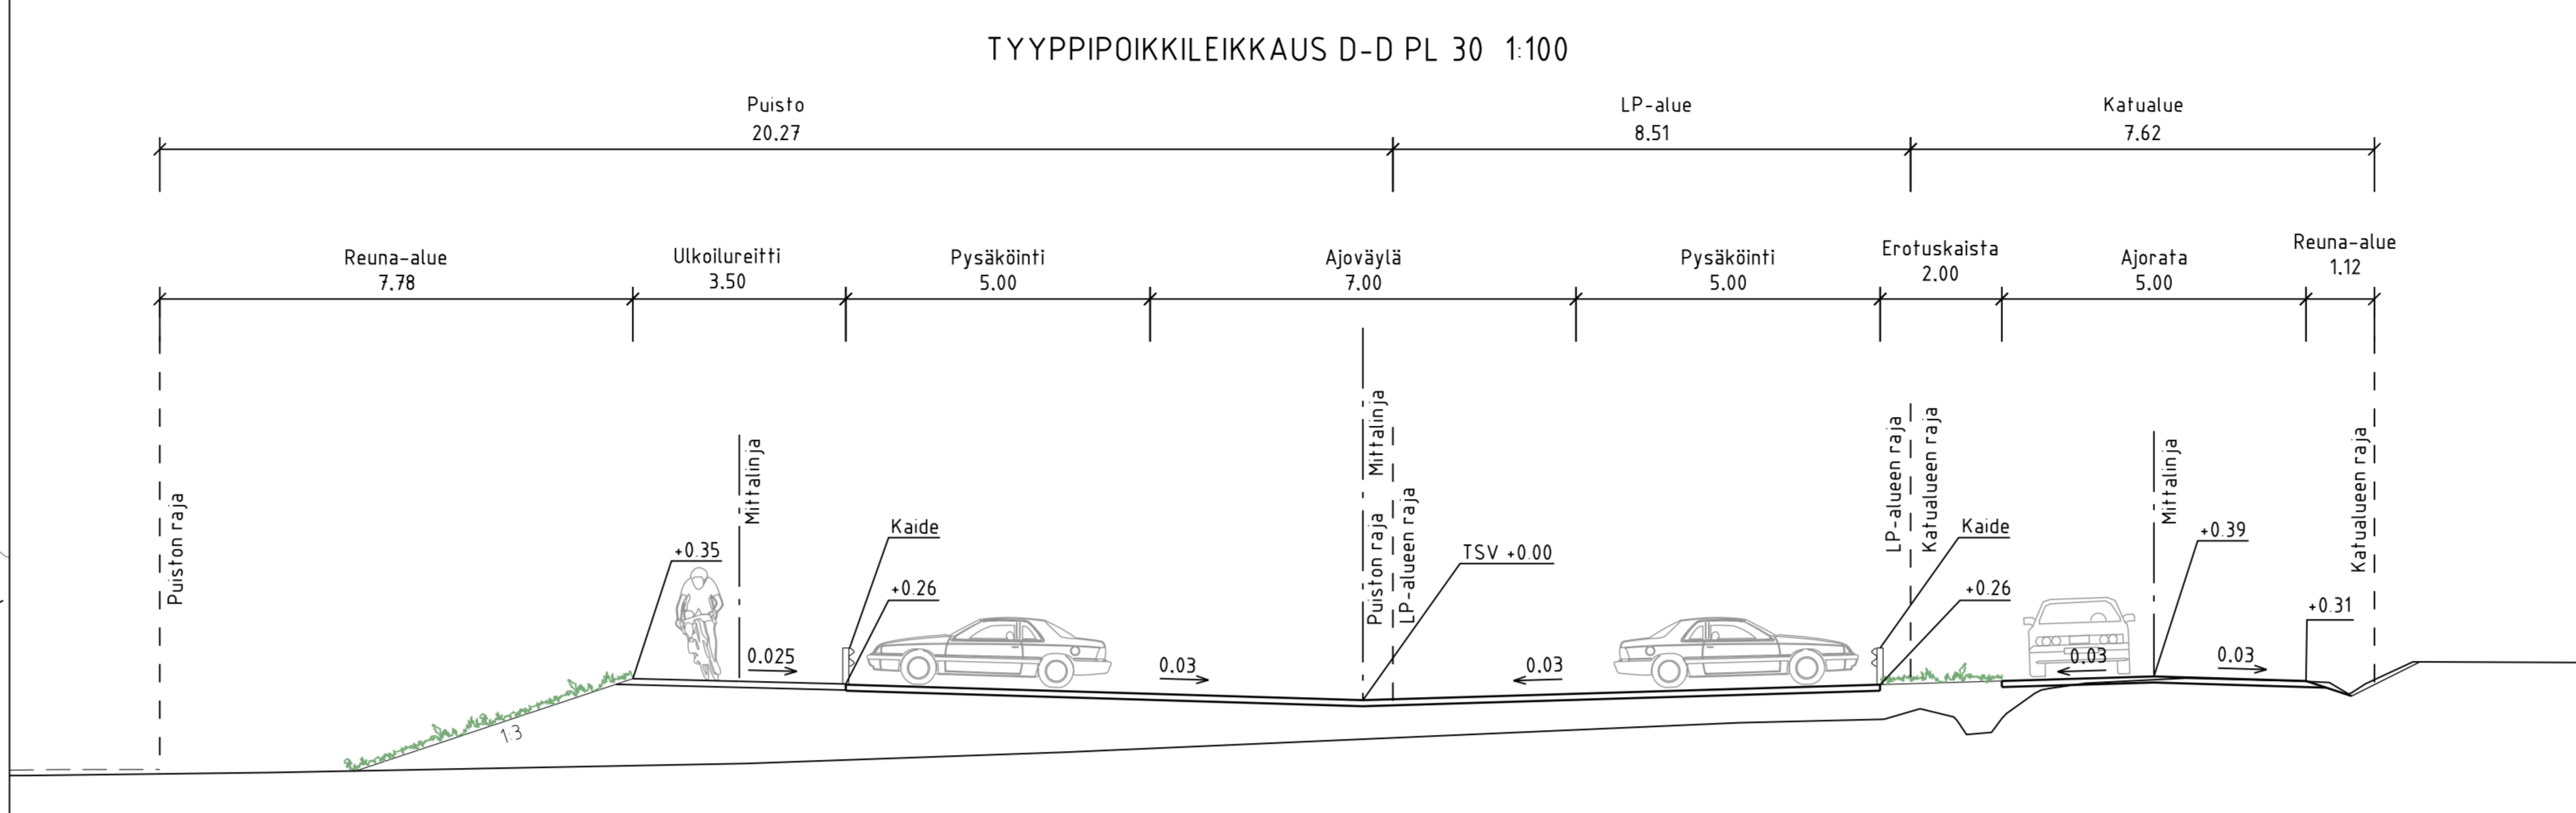 TYYPPIPOIKKILEIKKAUS D-D PL 30 1:100
Puisto
20.27
LP-alue
8.51
Katualue
7.62
Reuna-alue
7.78
Ulkoilureitti
3.50
Pysäköinti
5.00
Ajoväylä
7.00
Pysäköinti
5.00
Erotuskaista
2.00
Ajorata
5.00
Reuna-alue
1.12
Puiston raja
1:3
+0.35
Mittalinja
0.025
Kaide
+0.26
0.03
Mittalinja
Puiston raja
LP-alueen raja
TSV +0.00
0.03
LP-alueen raja
Katualueen raja
Kaide
+0.26
0.03
Mittalinja
+0.39
0.03
+0.31
Katualueen raja